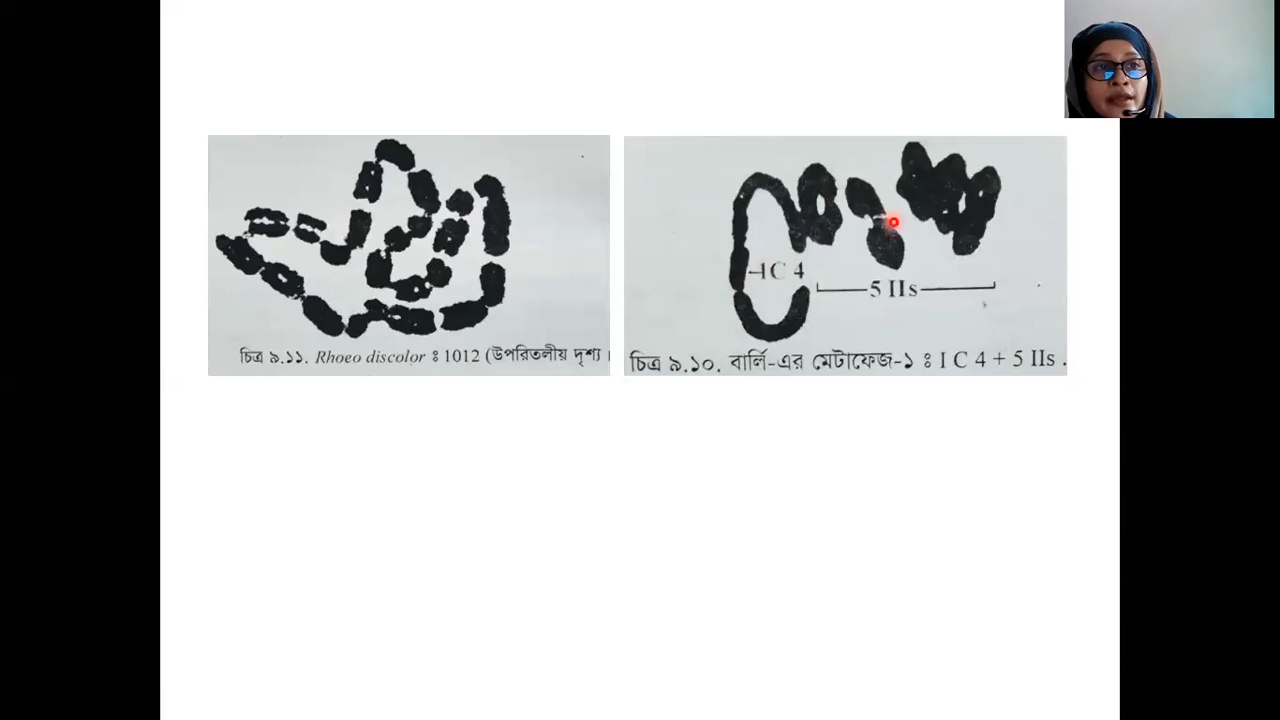 চিত্র ৯.১১. Rhoeo discolor ঃ 1012 (উপরিতলীয় দৃশ্য
IC 4
5 IIs
চিত্র ৯.১০. বার্লি-এর মেটাফেজ-১ ঃ I C 4 + 5 IIs .